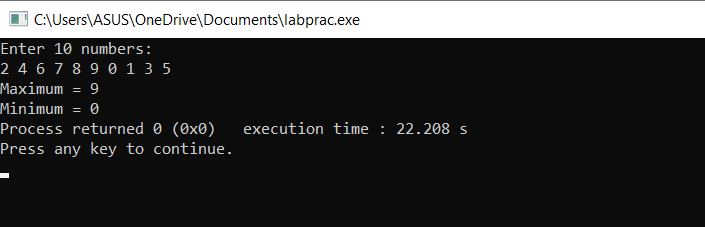 C:\Users\ASUS\OneDrive\Documents\labprac.exe
Enter 10 numbers:
2 4 6 7 8 9 0 1 3 5
Maximum = 9
Minimum = 0
Process returned 0 (0x0)   execution time : 22.208 s
Press any key to continue.